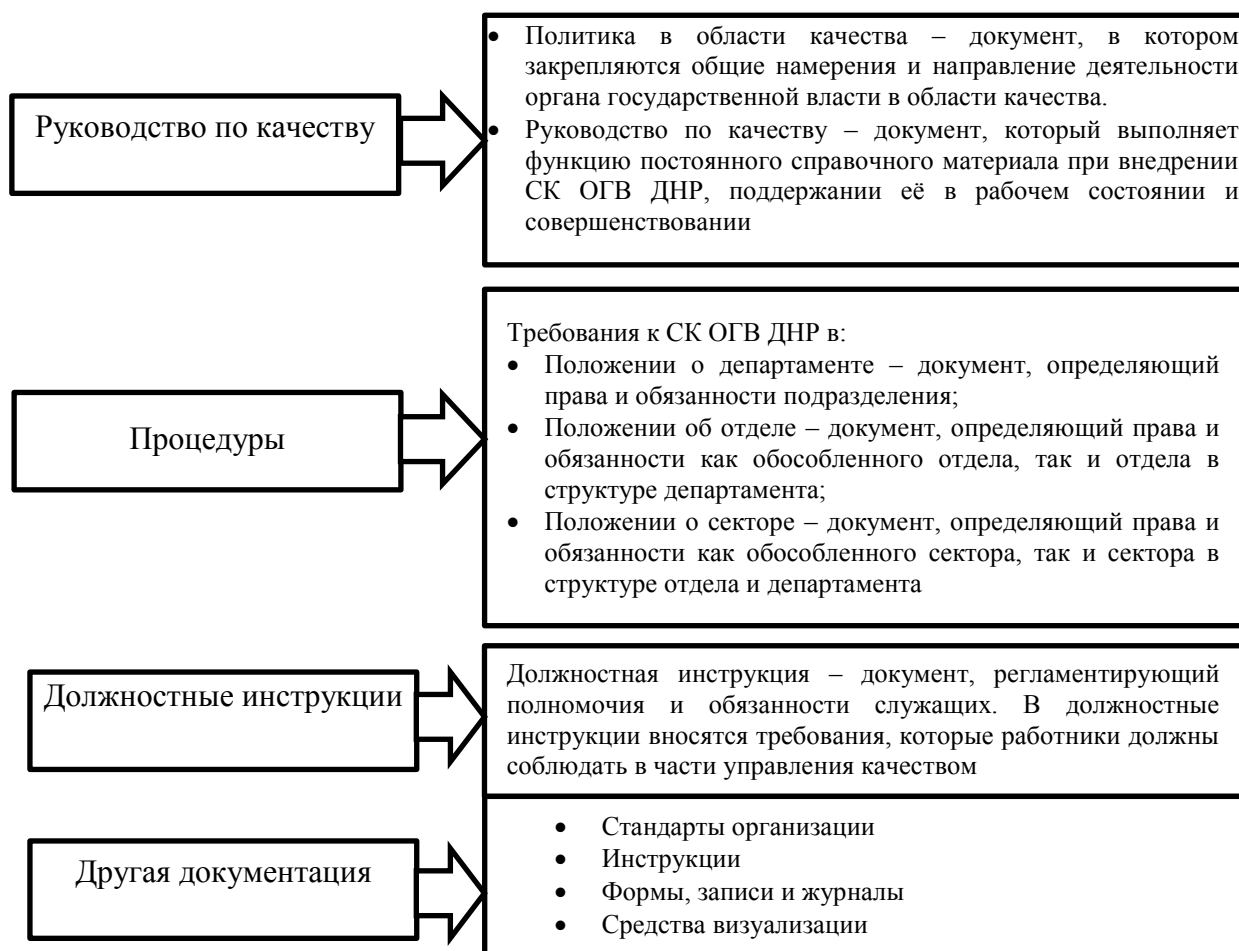 Руководство по качеству
• Политика в области качества – документ, в котором
закрепляются общие намерения и направление деятельности
органа государственной власти в области качества.
• Руководство по качеству – документ, который выполняет
функцию постоянного справочного материала при внедрении
СК ОГВ ДНР, поддержании её в рабочем состоянии и
совершенствовании
Процедуры
Требования к СК ОГВ ДНР в:
• Положении о департаменте – документ, определяющий
права и обязанности подразделения;
• Положении об отделе – документ, определяющий права и
обязанности как обособленного отдела, так и отдела в
структуре департамента;
• Положении о секторе – документ, определяющий права и
обязанности как обособленного сектора, так и сектора в
структуре отдела и департамента
Должностные инструкции
Должностная инструкция – документ, регламентирующий
полномочия и обязанности служащих. В должностные
инструкции вносятся требования, которые работники должны
соблюдать в части управления качеством
Другая документация
• Стандарты организации
• Инструкции
• Формы, записи и журналы
• Средства визуализации